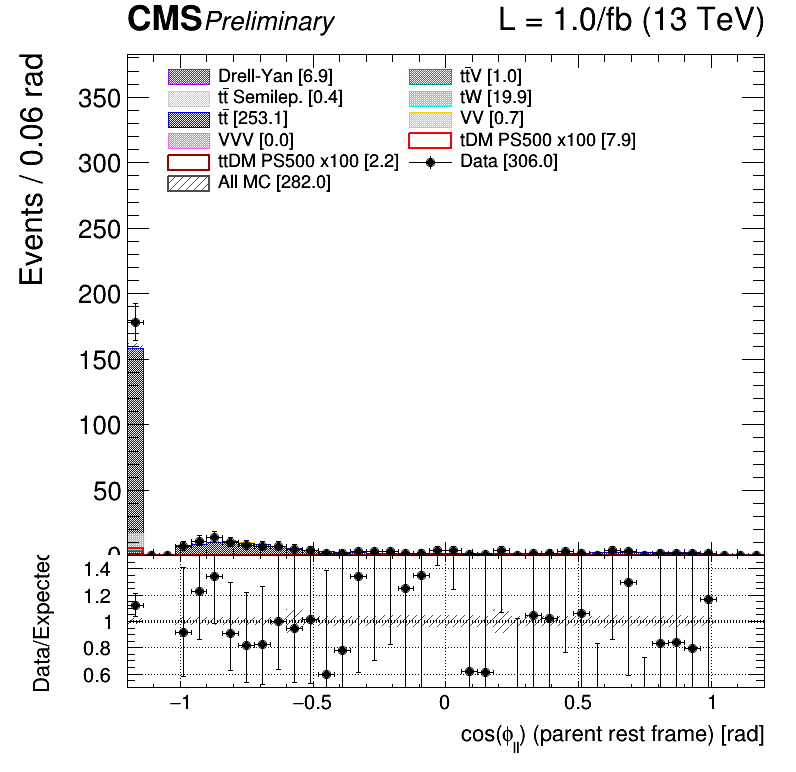 CMS Preliminary L = 1.0/fb (13 TeV)
Events / 0.06 rad
Drell-Yan [6.9]
tt̄V [1.0]
tt̄ Semilep. [0.4]
tW [19.9]
tt̄ [253.1]
VV [0.7]
VVV [0.0]
tDM PS500 x100 [7.9]
ttDM PS500 x100 [2.2]
Data [306.0]
All MC [282.0]
350
300
250
200
150
100
50
0
Data/Expected
1.4
1.2
1
0.8
0.6
−1 −0.5 0 0.5 1
cos(ϕ_ll) (parent rest frame) [rad]